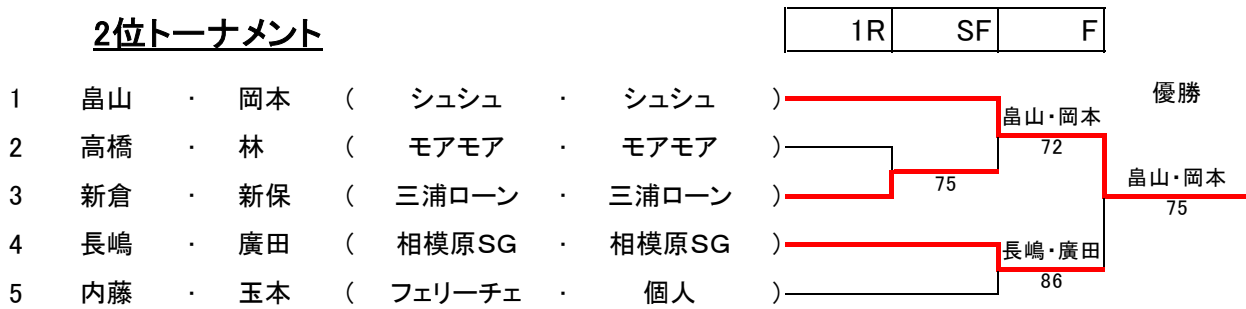 2位トーナメント
1R SF F
1 畠山 ・ 岡本 ( シュシュ ・ シュシュ ) 優勝
畠山・岡本
2 高橋 ・ 林 ( モアモア ・ モアモア ) 72
75 畠山・岡本
3 新倉 ・ 新保 ( 三浦ローン ・ 三浦ローン ) 75
4 長嶋 ・ 廣田 ( 相模原SG ・ 相模原SG ) 長嶋・廣田
86
5 内藤 ・ 玉本 ( フェリーチェ ・ 個人 )